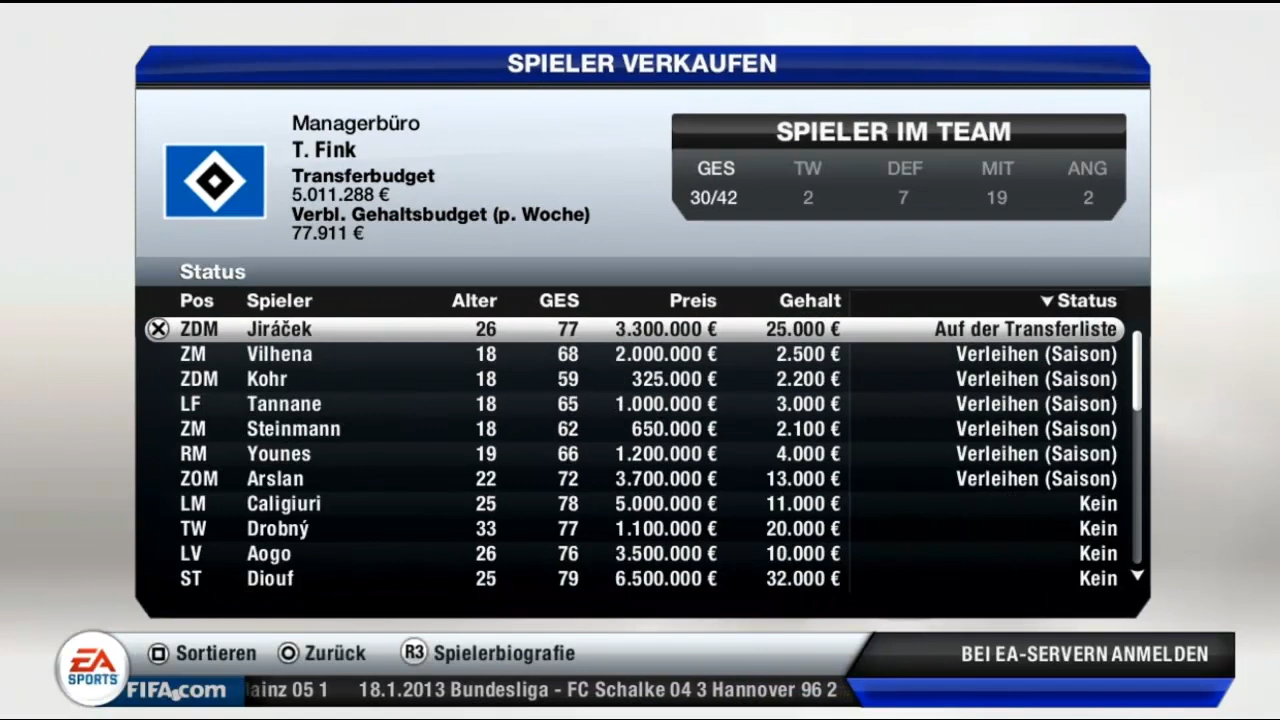 SPIELER VERKAUFEN
Managerbüro
T. Fink
Transferbudget
5.011.288 €
Verbl. Gehaltsbudget (p. Woche)
77.911 €
SPIELER IM TEAM
GES TW DEF MIT ANG
30/42 2 7 19 2
Status
Pos Spieler Alter GES Preis Gehalt ▼Status
ZDM Jiráček 26 77 3.300.000 € 25.000 € Auf der Transferliste
ZM Vilhena 18 68 2.000.000 € 2.500 € Verleihen (Saison)
ZDM Kohr 18 59 325.000 € 2.200 € Verleihen (Saison)
LF Tannane 18 65 1.000.000 € 3.000 € Verleihen (Saison)
ZM Steinmann 18 62 650.000 € 2.100 € Verleihen (Saison)
RM Younes 19 66 1.200.000 € 4.000 € Verleihen (Saison)
ZOM Arslan 22 72 3.700.000 € 13.000 € Verleihen (Saison)
LM Caligiuri 25 78 5.000.000 € 11.000 € Kein
TW Drobný 33 77 1.100.000 € 20.000 € Kein
LV Aogo 26 76 3.500.000 € 10.000 € Kein
ST Diouf 25 79 6.500.000 € 32.000 € Kein
Sortieren Zurück R3 Spielerbiografie
BEI EA-SERVERN ANMELDEN
EA SPORTS
FIFA.com ainz 05 1 18.1.2013 Bundesliga - FC Schalke 04 3 Hannover 96 2